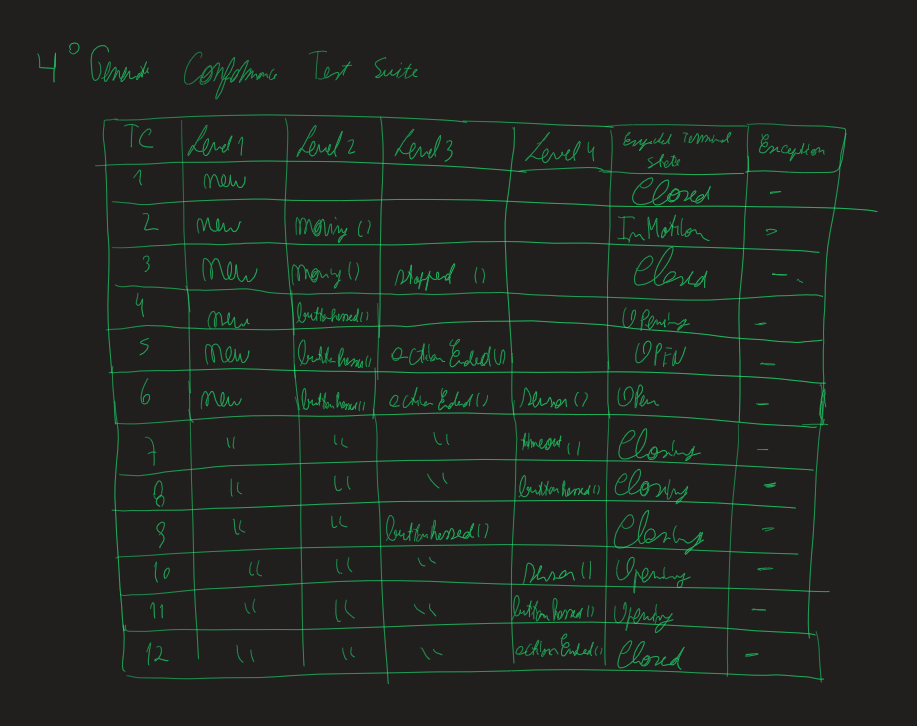 4° Generate Conformance Test Suite
TC Level 1 Level 2 Level 3 Level 4 Expected Terminal State Exception
1 new Closed -
2 new moving () InMotion -
3 new moving () stopped () Closed -
4 new buttonPressed() Opening -
5 new buttonPressed() actionEnded() OPEN -
6 new buttonPressed() actionEnded() sensor () Open -
7 " " " timeout () Closing -
8 " " " buttonPressed() Closing -
9 " " buttonPressed() Closing -
10 " " " sensor () Opening -
11 " " " buttonPressed() Opening -
12 " " " actionEnded() Closed -